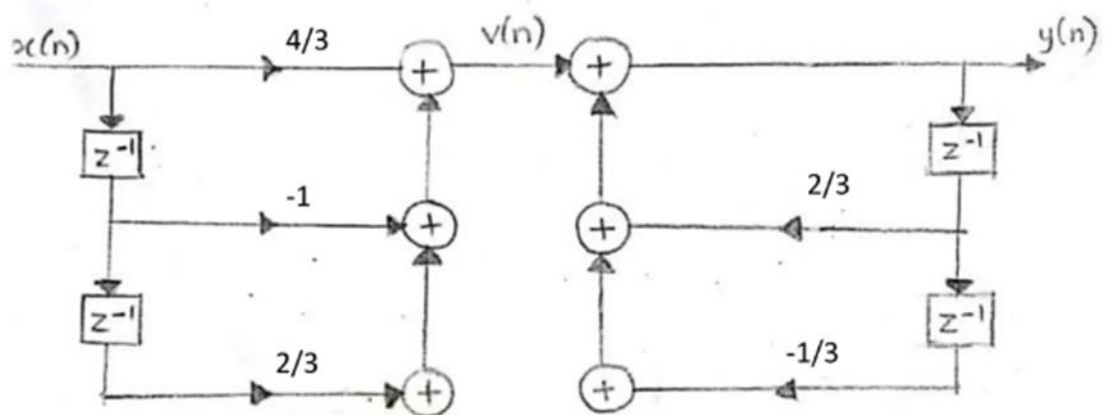 x(n) 4/3 v(n) y(n)
+ +
z⁻¹ z⁻¹
-1 2/3
+ +
z⁻¹ z⁻¹
2/3 -1/3
+ +